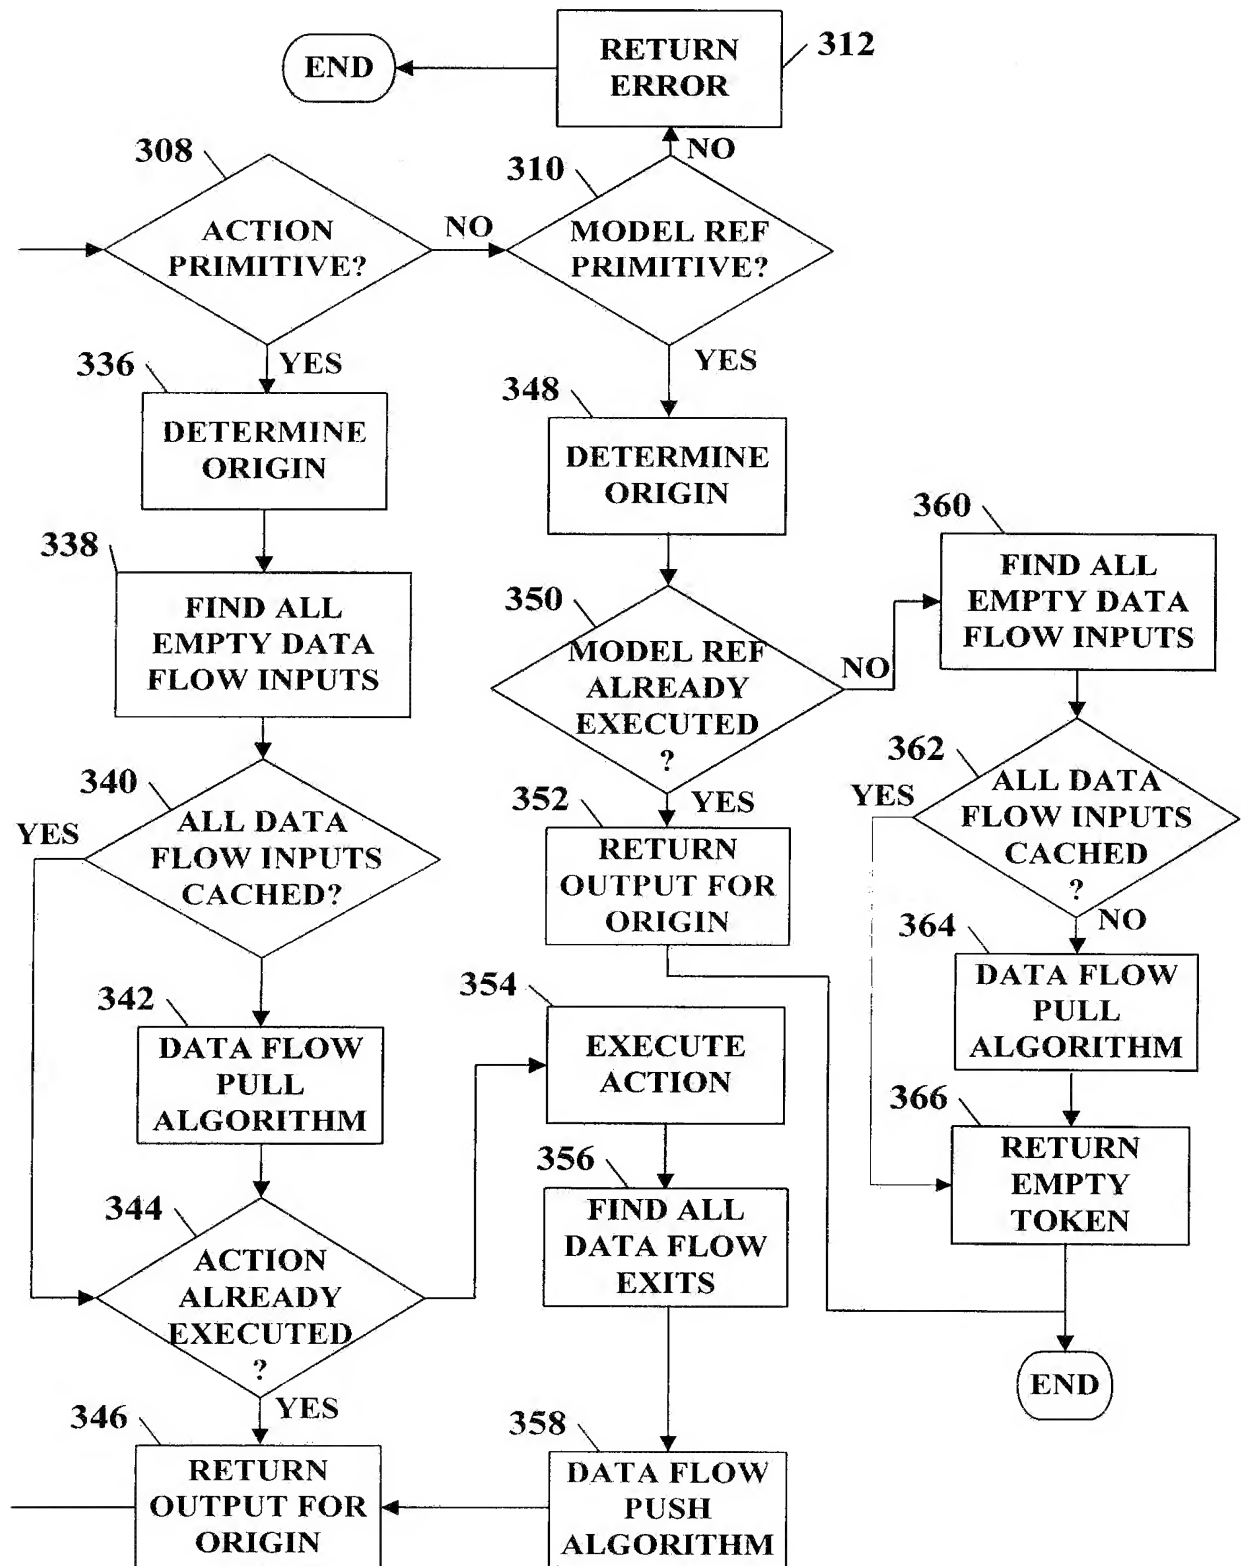 RETURN
ERROR
312
END
308
ACTION
PRIMITIVE?
NO
310
NO
MODEL REF
PRIMITIVE?
YES
336
DETERMINE
ORIGIN
YES
348
DETERMINE
ORIGIN
338
FIND ALL
EMPTY DATA
FLOW INPUTS
350
MODEL REF
ALREADY
EXECUTED
?
NO
360
FIND ALL
EMPTY DATA
FLOW INPUTS
340
YES
ALL DATA
FLOW INPUTS
CACHED?
YES
352
RETURN
OUTPUT FOR
ORIGIN
362
YES
ALL DATA
FLOW INPUTS
CACHED
?
NO
342
DATA FLOW
PULL
ALGORITHM
354
EXECUTE
ACTION
364
DATA FLOW
PULL
ALGORITHM
344
ACTION
ALREADY
EXECUTED
?
YES
356
FIND ALL
DATA FLOW
EXITS
366
RETURN
EMPTY
TOKEN
END
346
RETURN
OUTPUT FOR
ORIGIN
358
DATA FLOW
PUSH
ALGORITHM